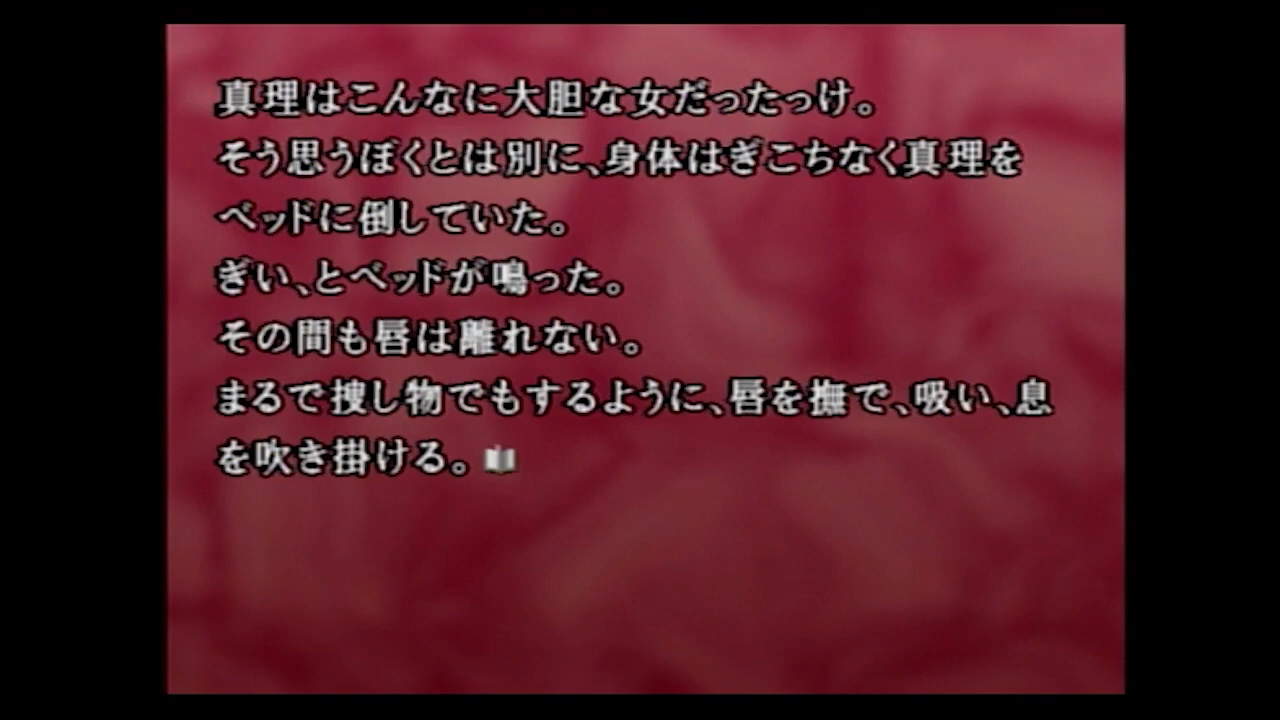 真理はこんなに大胆な女だったっけ。
そう思うぼくとは別に、身体はぎこちなく真理を
ベッドに倒していた。
ぎい、とベッドが鳴った。
その間も唇は離れない。
まるで捜し物でもするように、唇を撫で、吸い、息
を吹き掛ける。